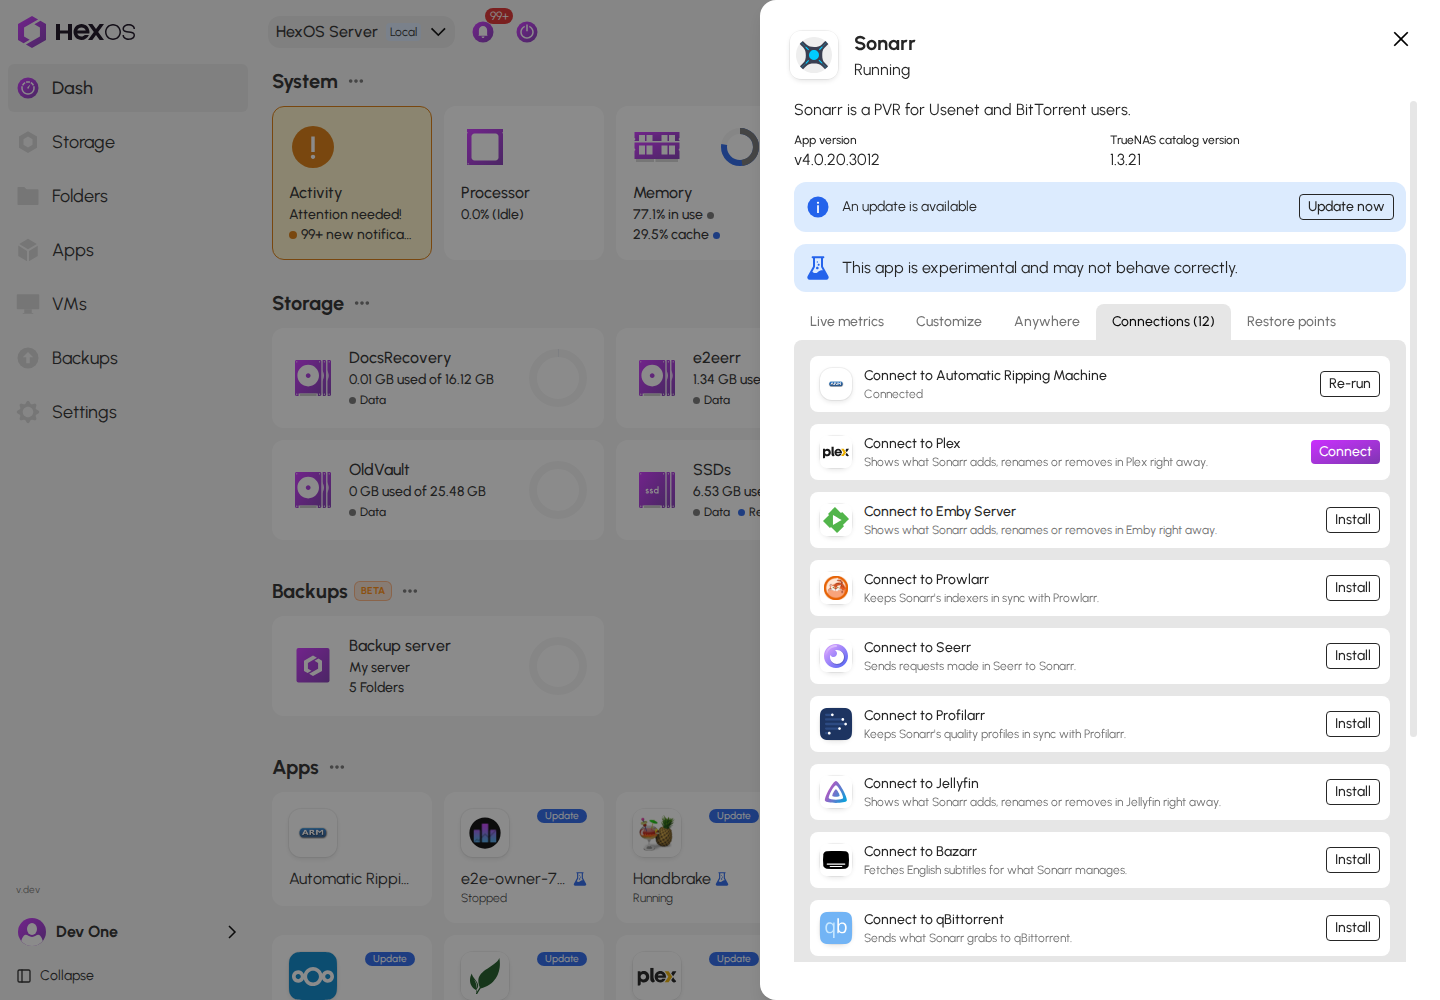 HEXOS
Dash
Storage
Folders
Apps
VMs
Backups
Settings
v.dev
Dev One
Collapse
HexOS Server
Local
99+
System
Activity
Attention needed!
99+ new notifica...
Processor
0.0% (Idle)
Memory
77.1% in use
29.5% cache
Storage
DocsRecovery
0.01 GB used of 16.12 GB
Data
e2eerr
1.34 GB use
Data
OldVault
0 GB used of 25.48 GB
Data
ssd
SSDs
6.53 GB use
Data
Re
Backups
BETA
Backup server
My server
5 Folders
Apps
ARM
Automatic Rippi...
Update
e2e-owner-7...
Stopped
Update
Handbrake
Running
Update
Update
plex
Update
Sonarr
Running
Sonarr is a PVR for Usenet and BitTorrent users.
App version
v4.0.20.3012
TrueNAS catalog version
1.3.21
An update is available
Update now
This app is experimental and may not behave correctly.
Live metrics
Customize
Anywhere
Connections (12)
Restore points
ARM
Connect to Automatic Ripping Machine
Connected
Re-run
plex
Connect to Plex
Shows what Sonarr adds, renames or removes in Plex right away.
Connect
Connect to Emby Server
Shows what Sonarr adds, renames or removes in Emby right away.
Install
Connect to Prowlarr
Keeps Sonarr's indexers in sync with Prowlarr.
Install
Connect to Seerr
Sends requests made in Seerr to Sonarr.
Install
Connect to Profilarr
Keeps Sonarr's quality profiles in sync with Profilarr.
Install
Connect to Jellyfin
Shows what Sonarr adds, renames or removes in Jellyfin right away.
Install
Connect to Bazarr
Fetches English subtitles for what Sonarr manages.
Install
qb
Connect to qBittorrent
Sends what Sonarr grabs to qBittorrent.
Install